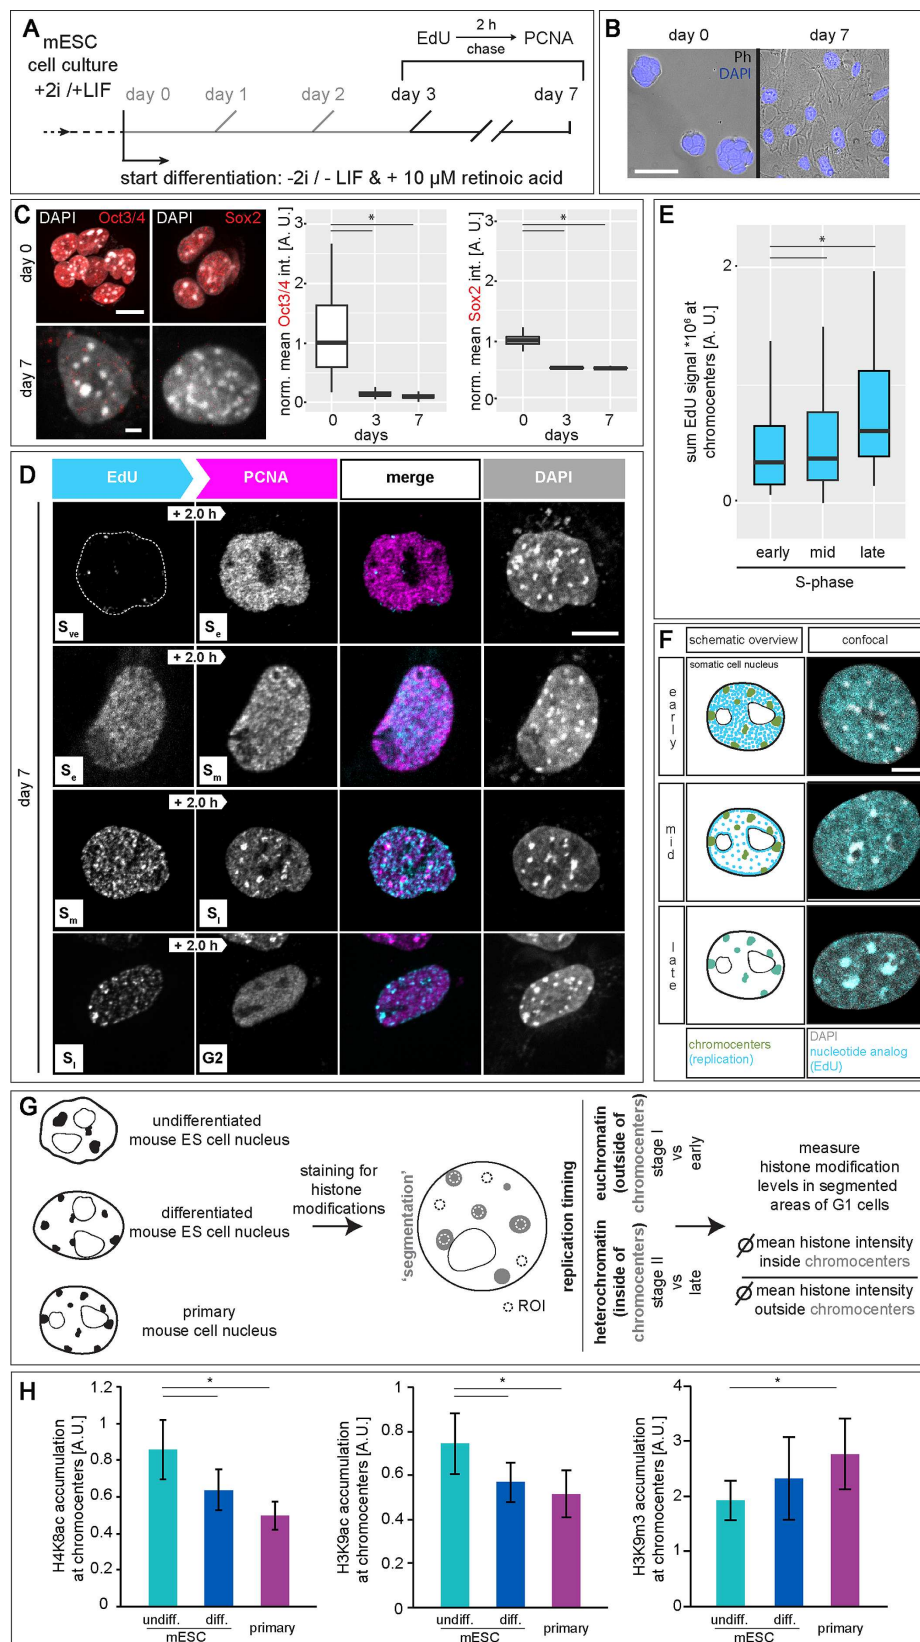 A
mESC
cell culture
+2i /+LIF
EdU 2 h PCNA
chase
day 0
day 1
day 2
day 3
day 7
start differentiation: -2i / - LIF & + 10 µM retinoic acid
B
day 0
day 7
Ph
DAPI
C
DAPI Oct3/4
DAPI Sox2
day 0
day 7
norm. mean Oct3/4 int. [A. U.]
3
2
1
0
*
0 3 7
days
norm. mean Sox2 int. [A. U.]
3
2
1
0
*
0 3 7
days
D
EdU
PCNA
merge
DAPI
day 7
+ 2.0 h
Sve
Se
+ 2.0 h
Se
Sm
+ 2.0 h
Sm
Sl
+ 2.0 h
Sl
G2
E
sum EdU signal *10⁶ at
chromocenters [A. U.]
2
0
*
early mid late
S-phase
F
schematic overview
confocal
somatic cell nucleus
early
mid
late
chromocenters
(replication)
DAPI
nucleotide analog
(EdU)
G
undifferentiated
mouse ES cell nucleus
differentiated
mouse ES cell nucleus
primary
mouse cell nucleus
staining for
histone
modifications
'segmentation'
ROI
replication timing
euchromatin
(outside of
chromocenters)
stage I
vs
early
heterochromatin
(inside of
chromocenters)
stage II
vs
late
measure
histone modification
levels in segmented
areas of G1 cells
Ø mean histone intensity
inside chromocenters
Ø mean histone intensity
outside chromocenters
H
H4K8ac accumulation
at chromocenters [A.U.]
1.2
1
0.8
0.6
0.4
0.2
0
*
undiff. diff. primary
mESC
H3K9ac accumulation
at chromocenters [A.U.]
1
0.8
0.6
0.4
0.2
0
*
undiff. diff. primary
mESC
H3K9m3 accumulation
at chromocenters [A.U.]
4
3
2
1
0
*
undiff. diff. primary
mESC